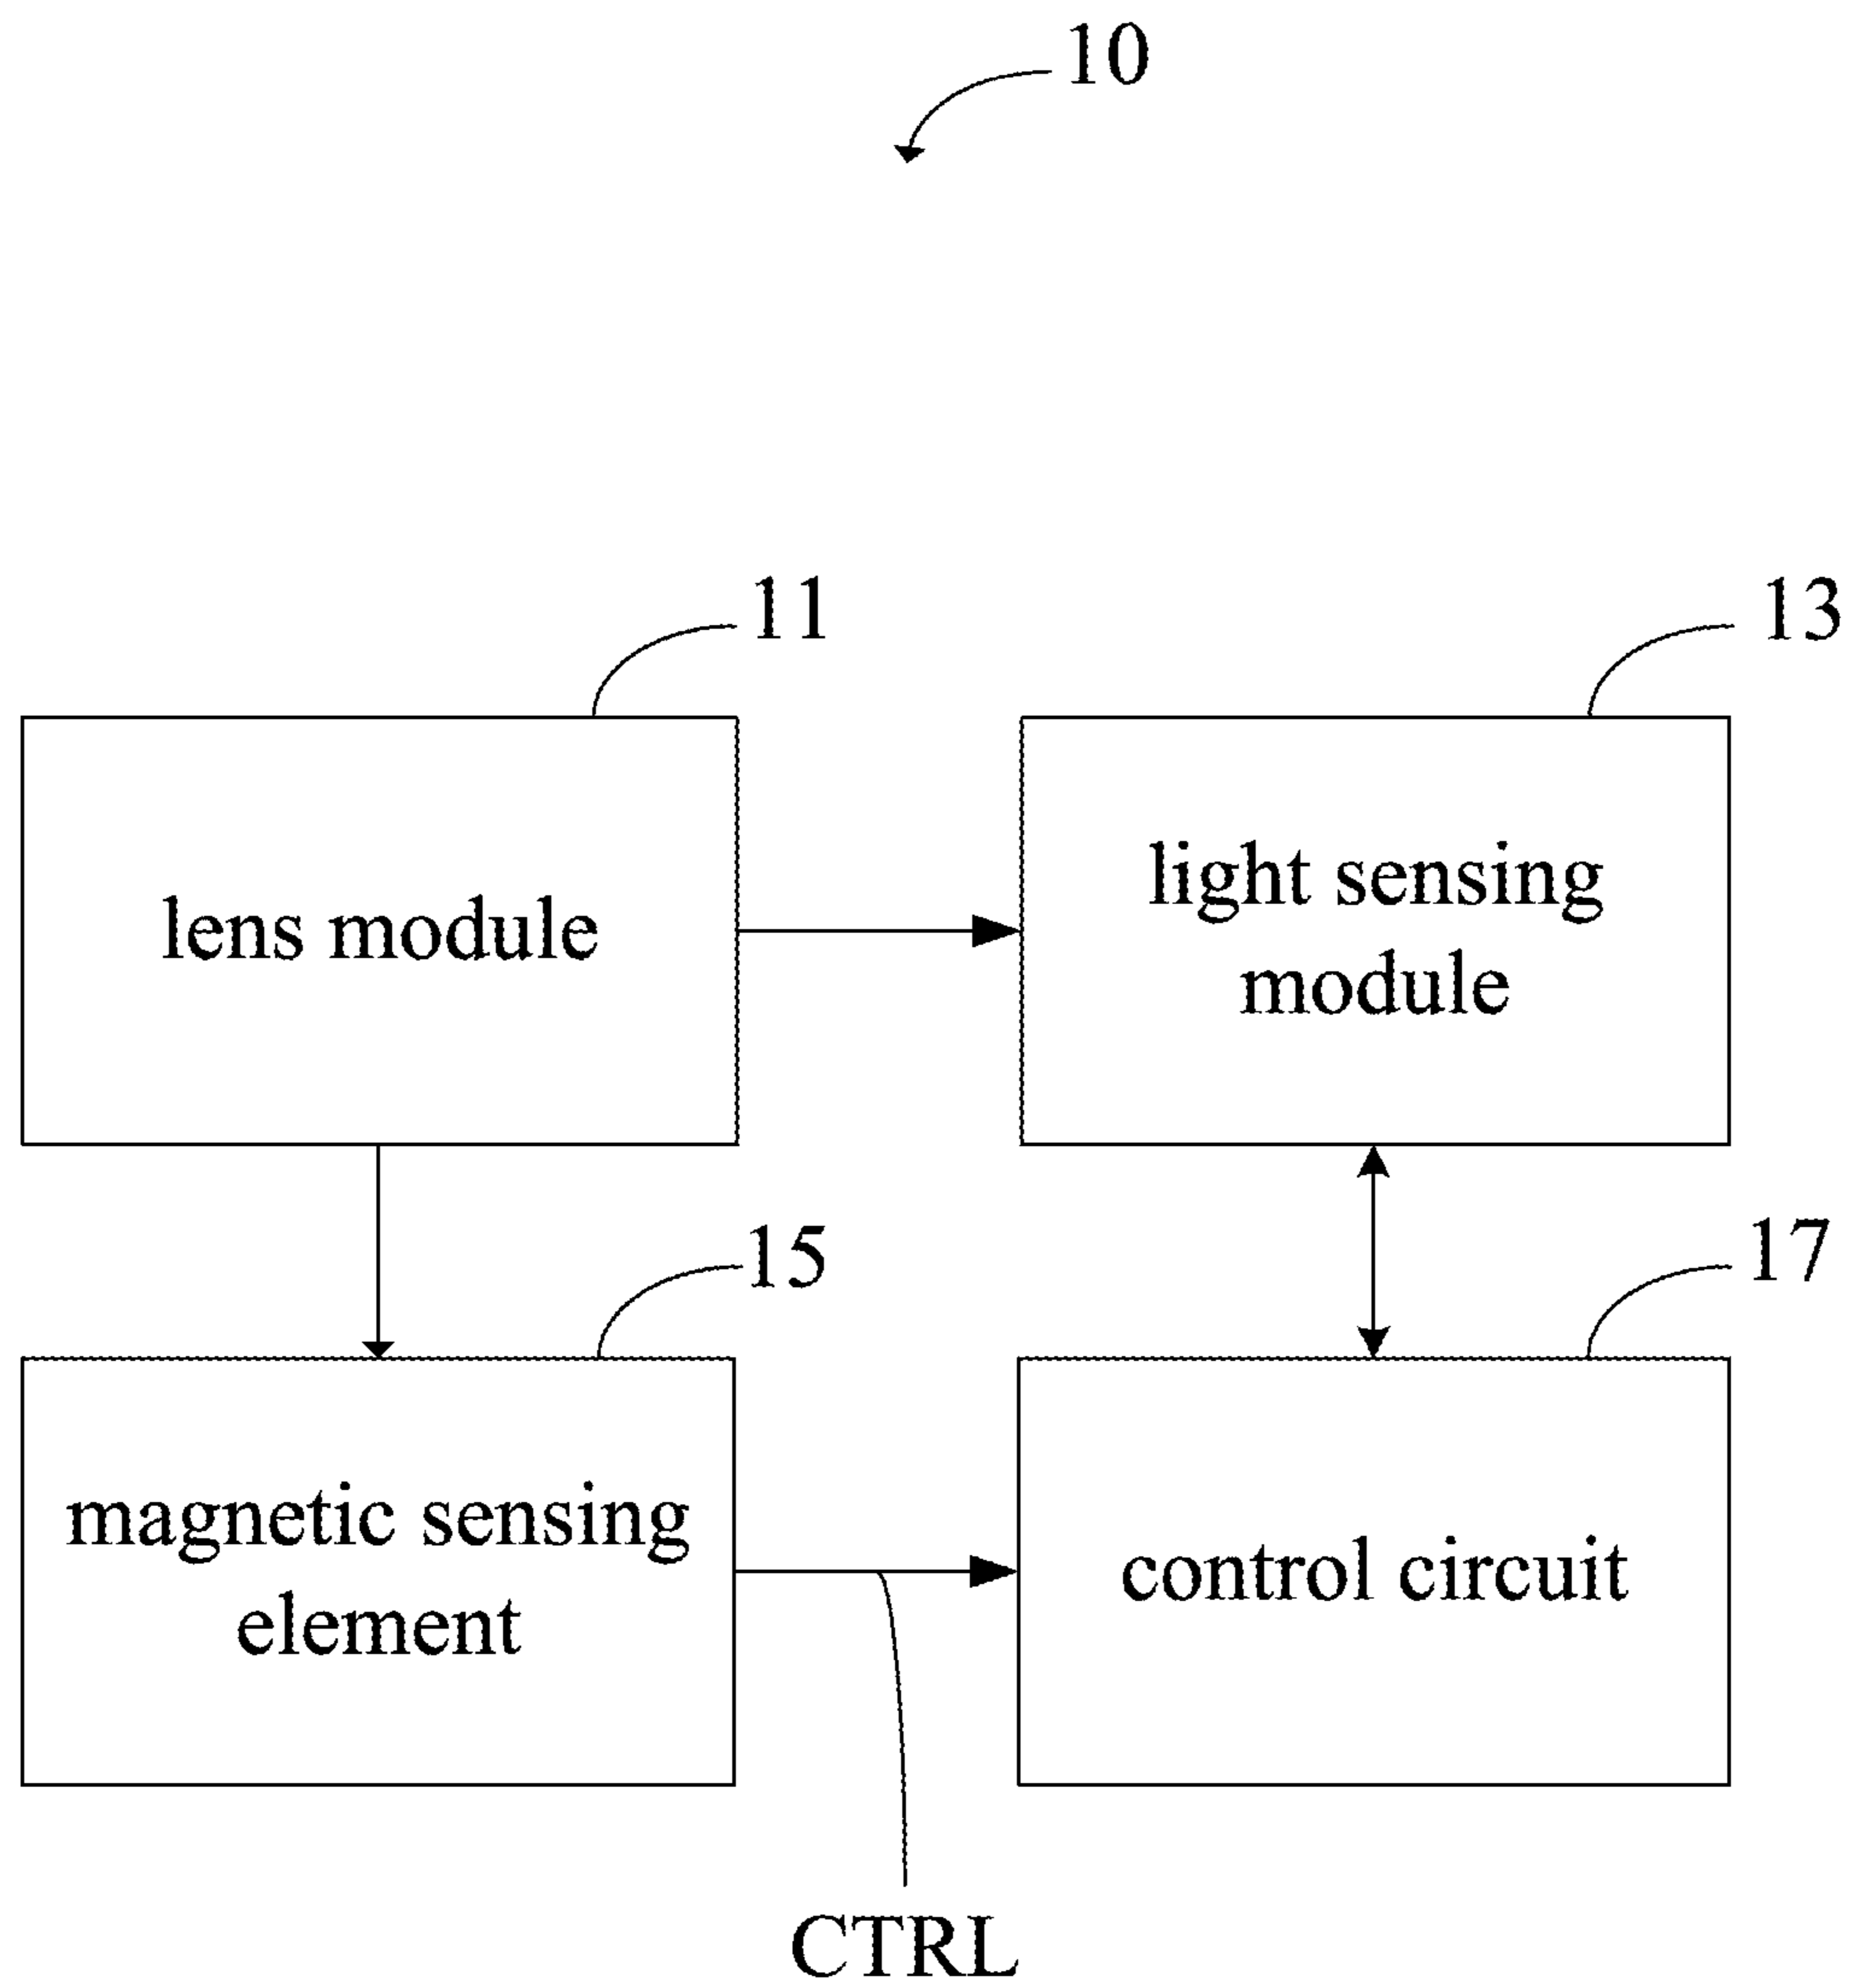 10
11
13
lens module
light sensing
module
15
17
magnetic sensing
element
control circuit
CTRL